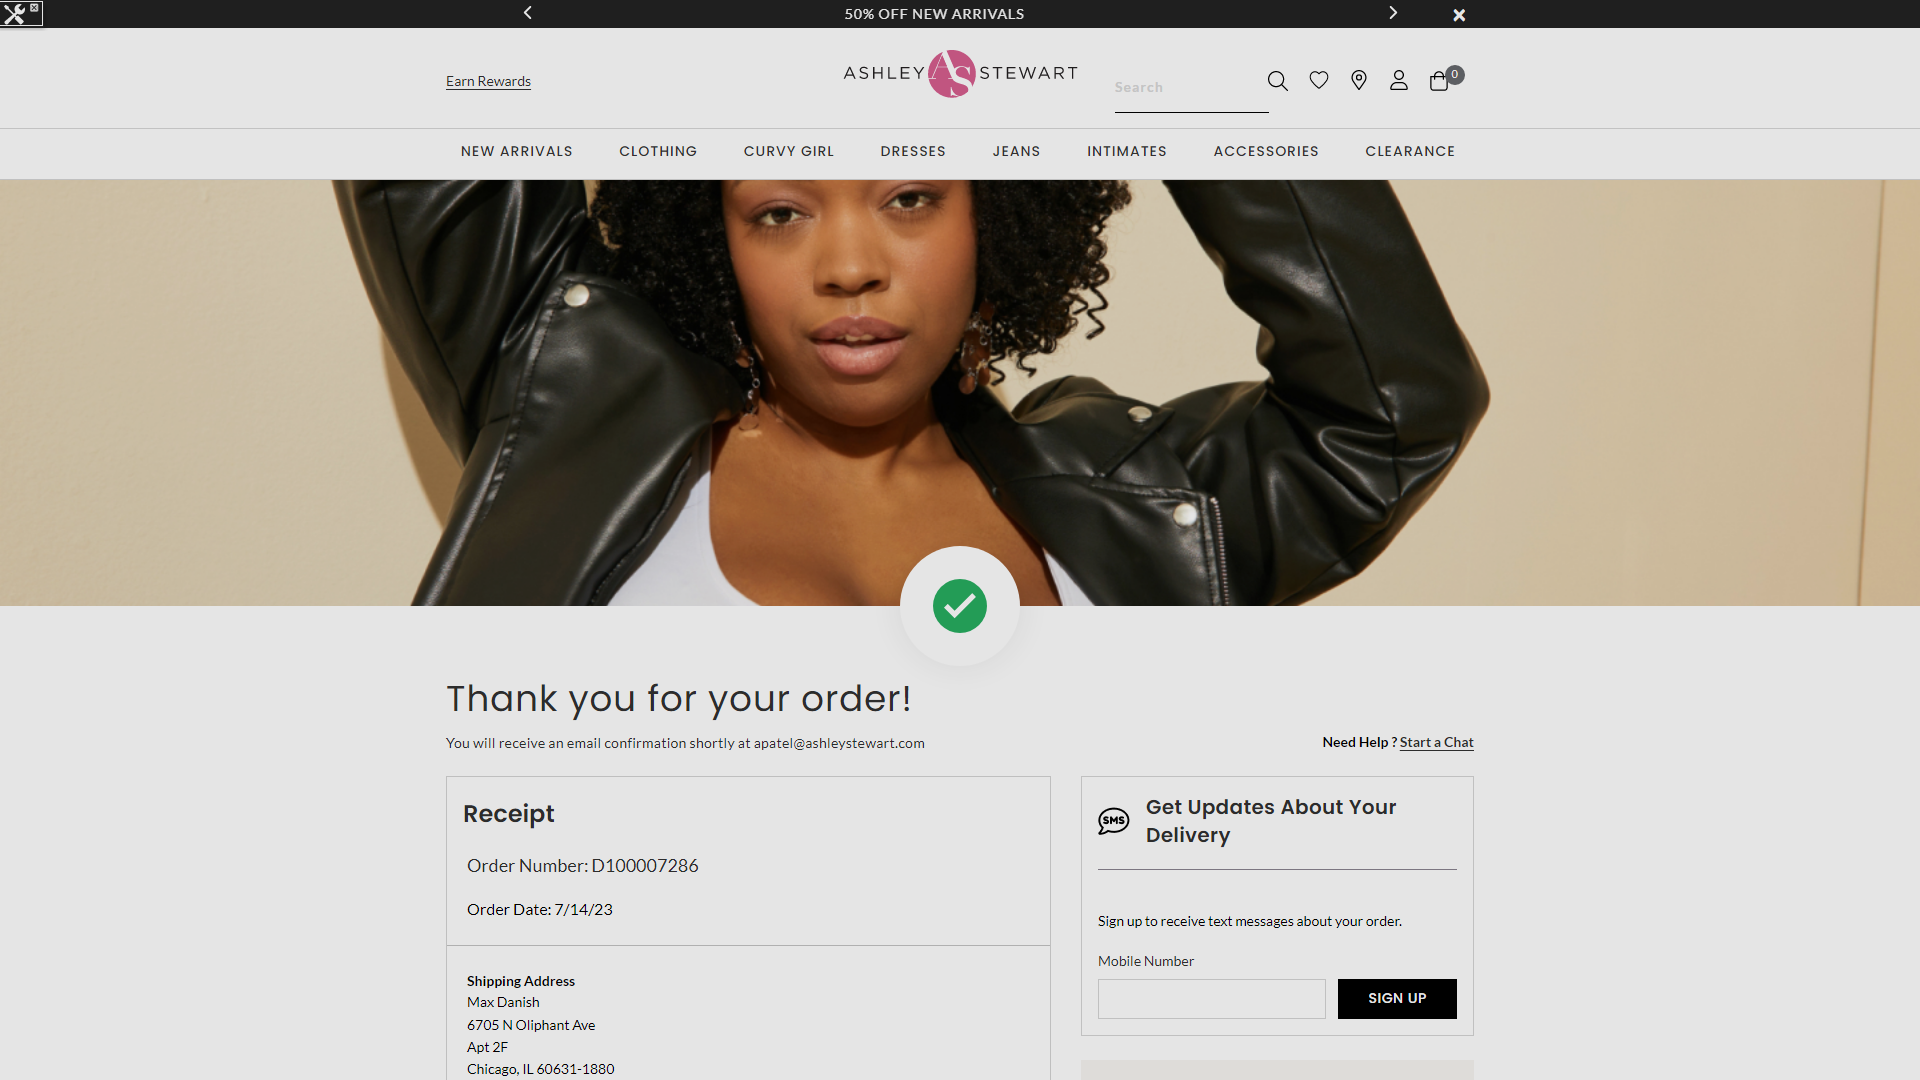 50% OFF NEW ARRIVALS
Earn Rewards
ASHLEY AS STEWART
Search
0
NEW ARRIVALS CLOTHING CURVY GIRL DRESSES JEANS INTIMATES ACCESSORIES CLEARANCE
Thank you for your order!
You will receive an email confirmation shortly at apatel@ashleystewart.com
Need Help ? Start a Chat
Receipt
Order Number: D100007286
Order Date: 7/14/23
Shipping Address
Max Danish
6705 N Oliphant Ave
Apt 2F
Chicago, IL 60631-1880
SMS
Get Updates About Your
Delivery
Sign up to receive text messages about your order.
Mobile Number
SIGN UP